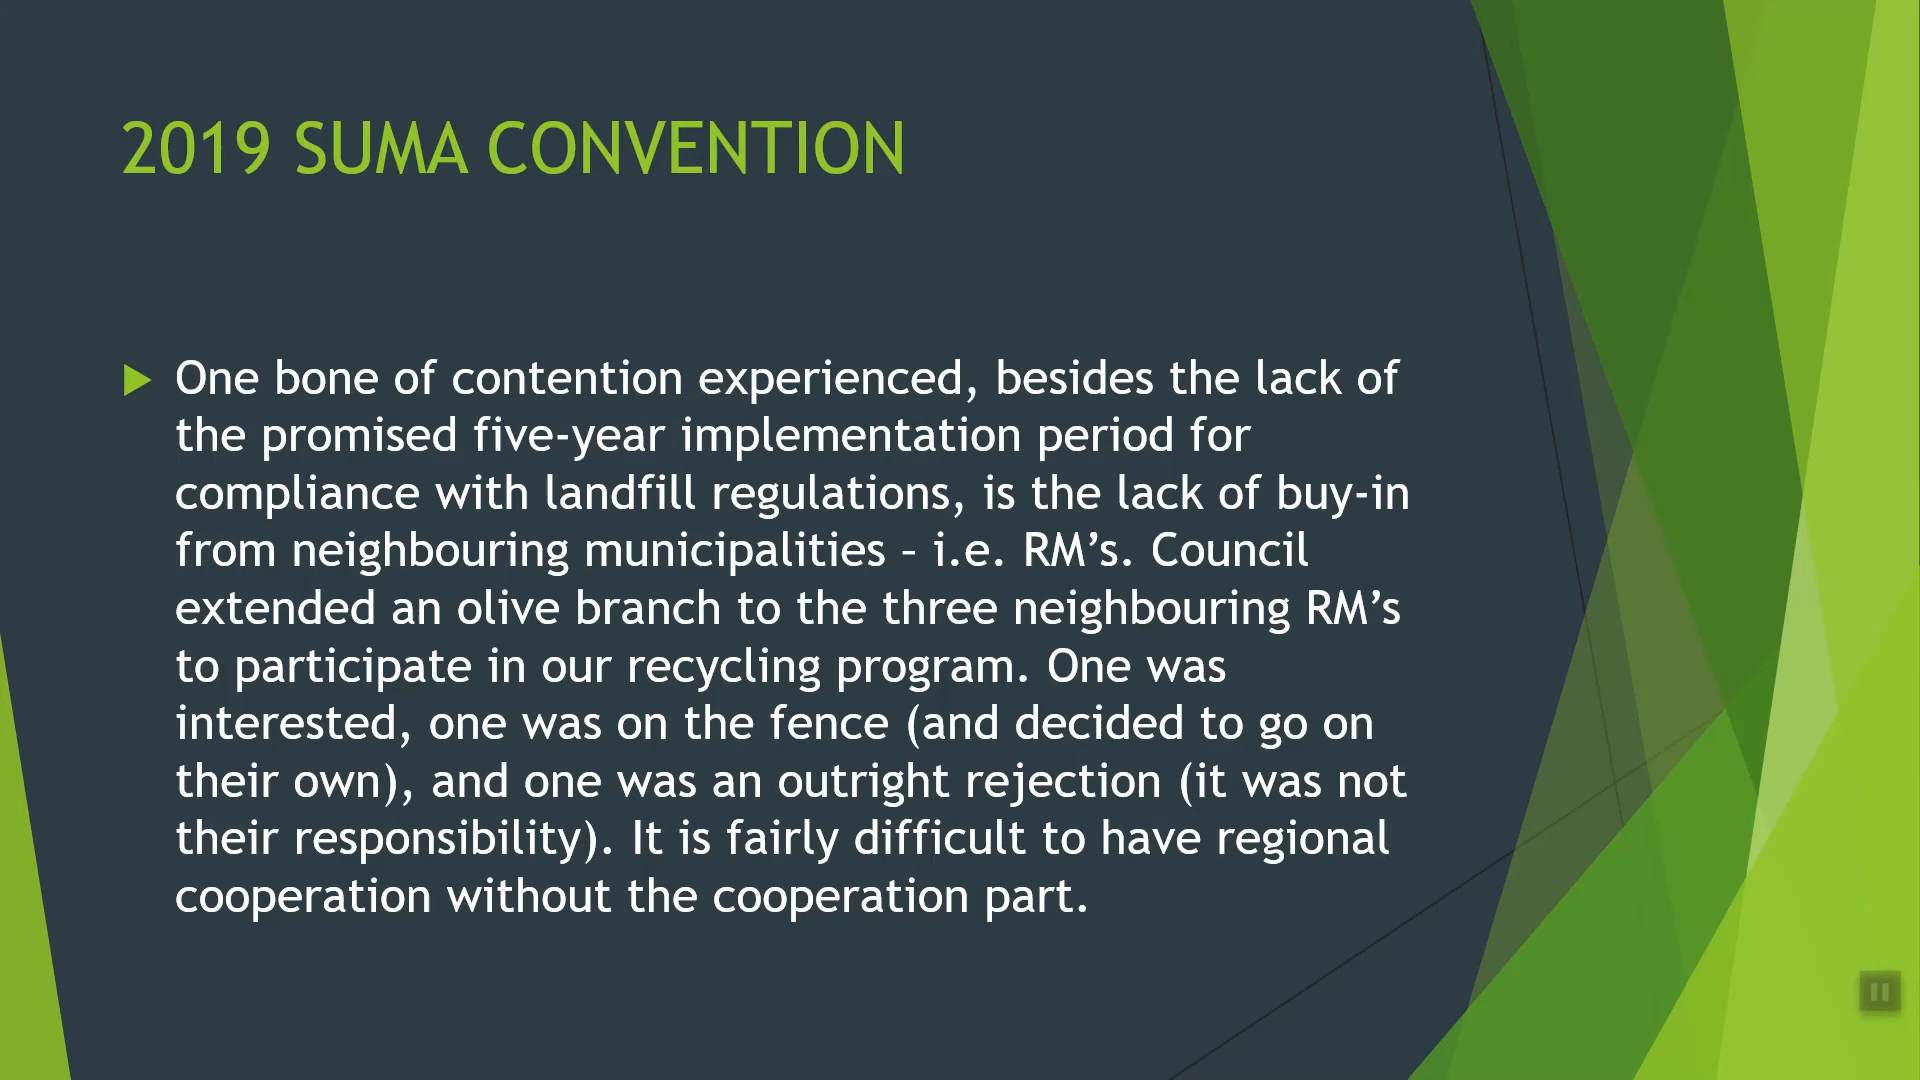 2019 SUMA CONVENTION
One bone of contention experienced, besides the lack of
the promised five-year implementation period for
compliance with landfill regulations, is the lack of buy-in
from neighbouring municipalities – i.e. RM’s. Council
extended an olive branch to the three neighbouring RM’s
to participate in our recycling program. One was
interested, one was on the fence (and decided to go on
their own), and one was an outright rejection (it was not
their responsibility). It is fairly difficult to have regional
cooperation without the cooperation part.